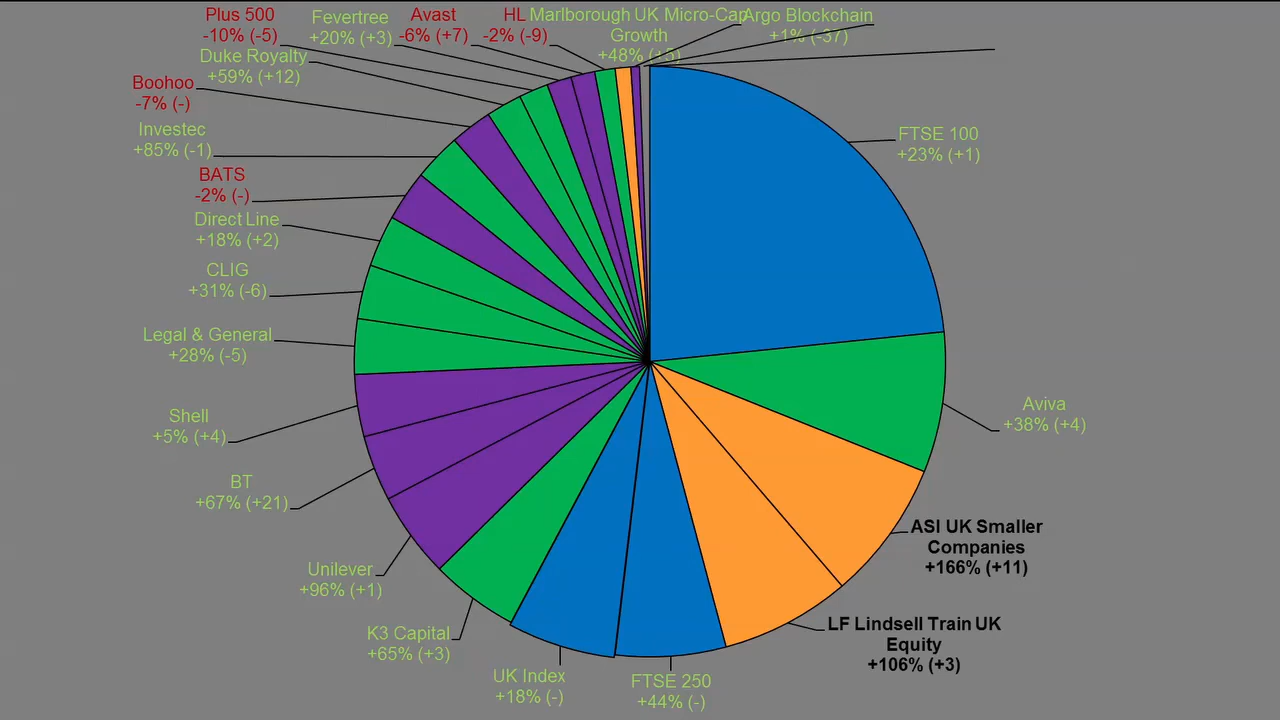 Plus 500
-10% (-5)
Fevertree
+20% (+3)
Avast
-6% (+7)
HL
-2% (-9)
Marlborough UK Micro-Cap
Growth
+48% (+5)
Argo Blockchain
+1% (-37)
Duke Royalty
+59% (+12)
Boohoo
-7% (-)
Investec
+85% (-1)
BATS
-2% (-)
Direct Line
+18% (+2)
CLIG
+31% (-6)
Legal & General
+28% (-5)
Shell
+5% (+4)
BT
+67% (+21)
Unilever
+96% (+1)
K3 Capital
+65% (+3)
UK Index
+18% (-)
FTSE 250
+44% (-)
LF Lindsell Train UK
Equity
+106% (+3)
ASI UK Smaller
Companies
+166% (+11)
Aviva
+38% (+4)
FTSE 100
+23% (+1)